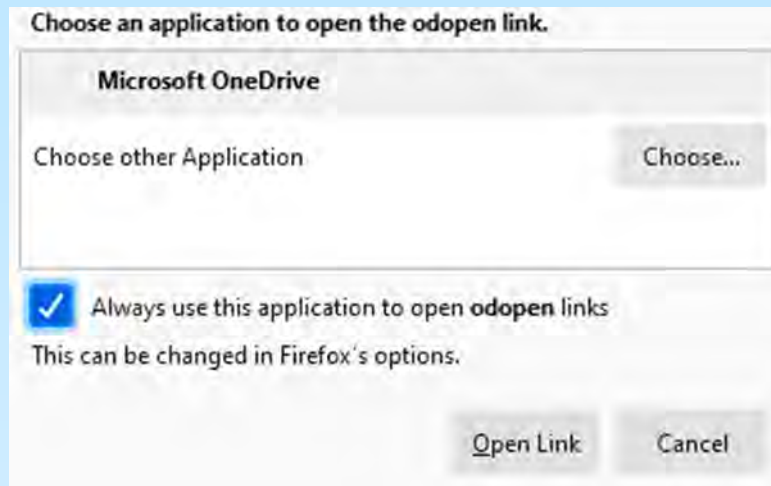 Choose an application to open the odopen link.
Microsoft OneDrive
Choose other Application
Choose...
Always use this application to open odopen links
This can be changed in Firefox's options.
Open Link
Cancel